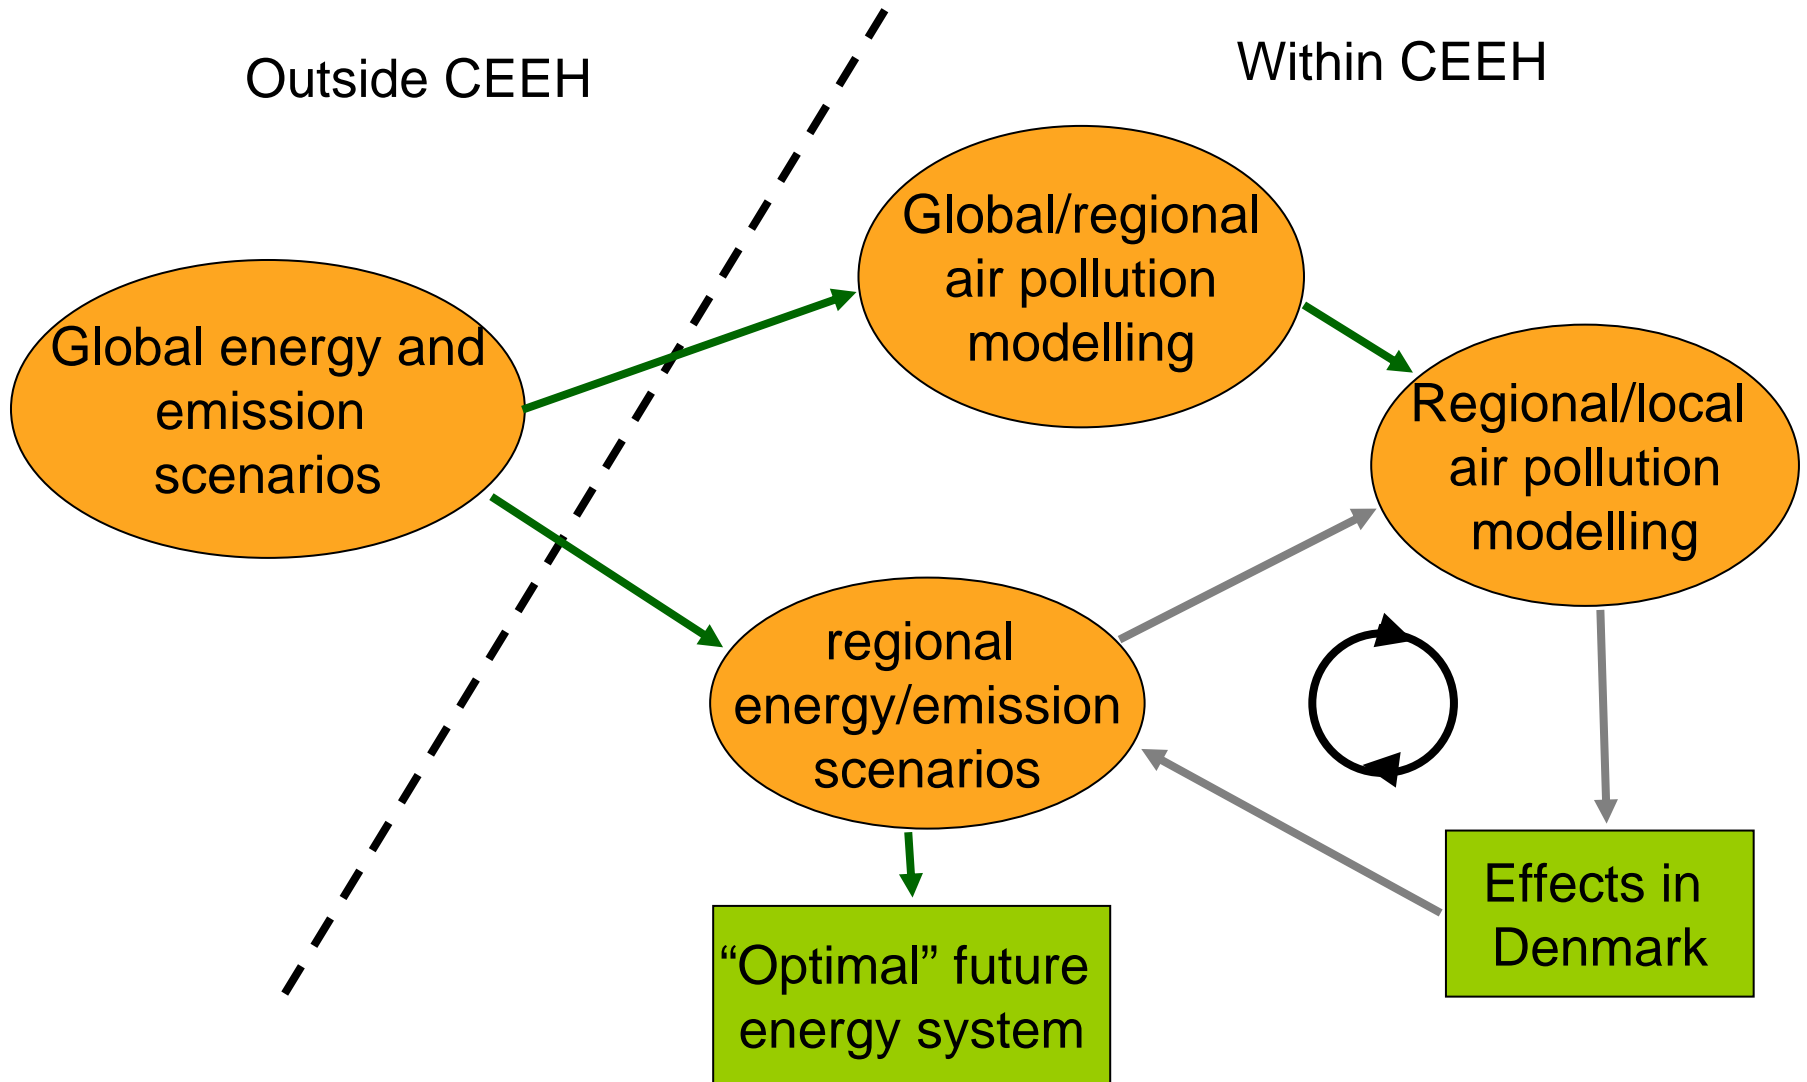 Outside CEEH
Within CEEH
Global/regional
air pollution
modelling
Global energy and
emission
scenarios
Regional/local
air pollution
modelling
regional
energy/emission
scenarios
Effects in
Denmark
“Optimal” future
energy system